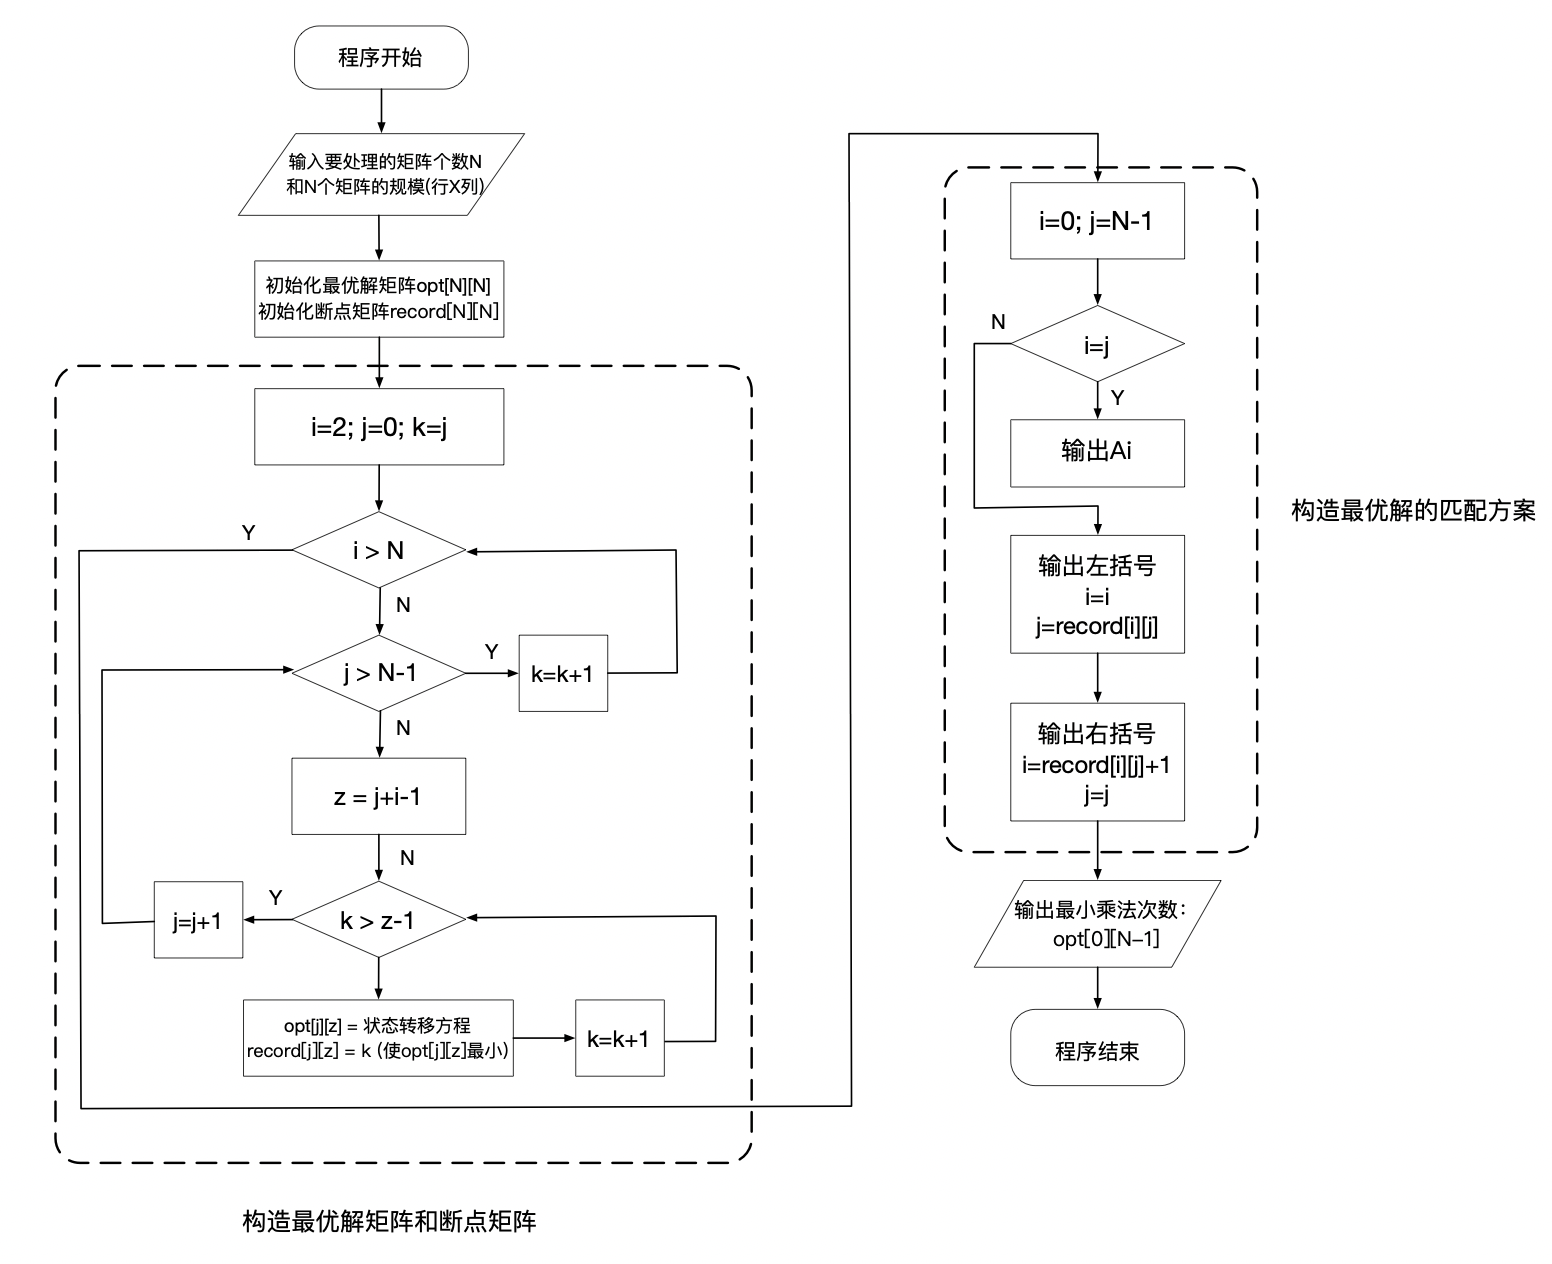 程序开始
输入要处理的矩阵个数N
和N个矩阵的规模(行X列)
初始化最优解矩阵opt[N][N]
初始化断点矩阵record[N][N]
i=2; j=0; k=j
i > N
Y
N
j > N-1
Y
k=k+1
N
z = j+i-1
N
k > z-1
Y
j=j+1
opt[j][z] = 状态转移方程
record[j][z] = k (使opt[j][z]最小)
k=k+1
构造最优解矩阵和断点矩阵
i=0; j=N-1
i=j
N
Y
输出Ai
输出左括号
i=i
j=record[i][j]
输出右括号
i=record[i][j]+1
j=j
构造最优解的匹配方案
输出最小乘法次数：
opt[0][N-1]
程序结束